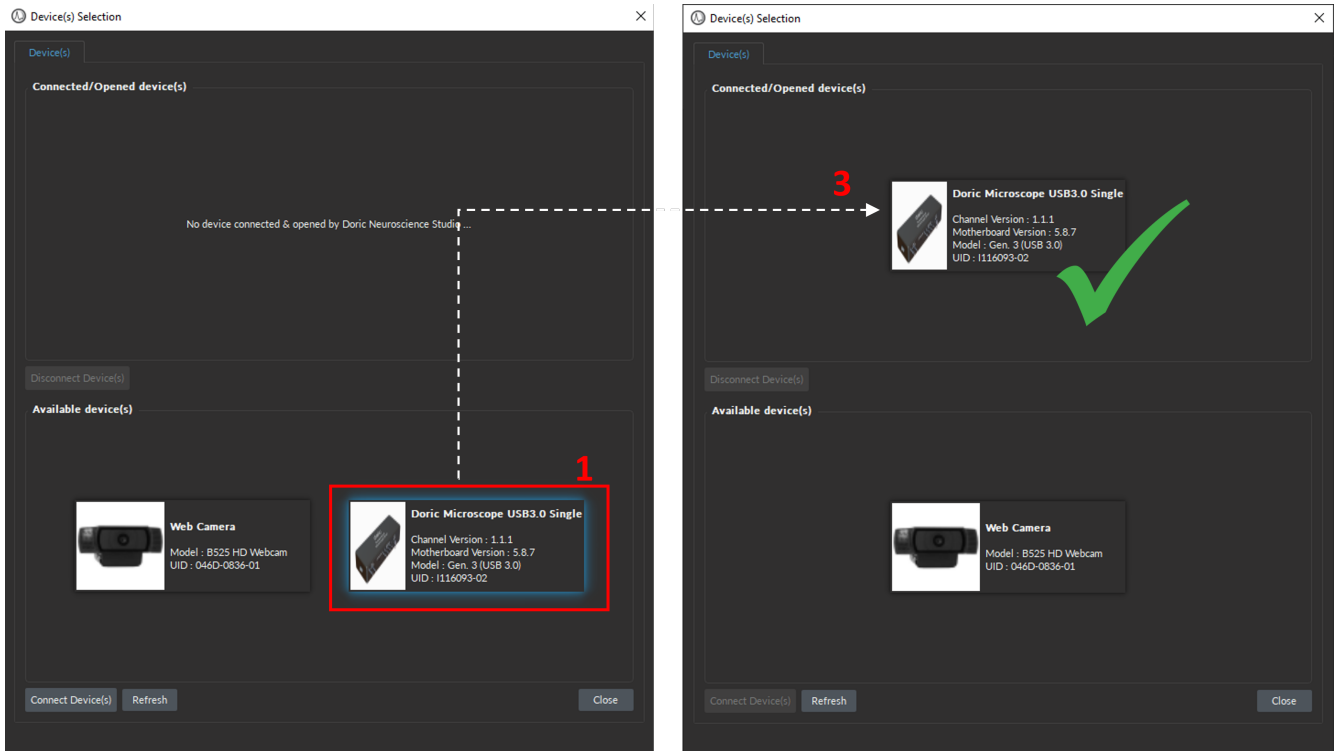 Device(s) Selection
Device(s)
Connected/Opened device(s)
No device connected & opened by Doric Neuroscience Studio ...
Disconnect Device(s)
Available device(s)
Web Camera
Model : B525 HD Webcam
UID : 046D-0836-01
1
Doric Microscope USB3.0 Single
Channel Version : 1.1.1
Motherboard Version : 5.8.7
Model : Gen. 3 (USB 3.0)
UID : I116093-02
Connect Device(s)
Refresh
Close
Device(s) Selection
Device(s)
Connected/Opened device(s)
3
Doric Microscope USB3.0 Single
Channel Version : 1.1.1
Motherboard Version : 5.8.7
Model : Gen. 3 (USB 3.0)
UID : I116093-02
Disconnect Device(s)
Available device(s)
Web Camera
Model : B525 HD Webcam
UID : 046D-0836-01
Connect Device(s)
Refresh
Close